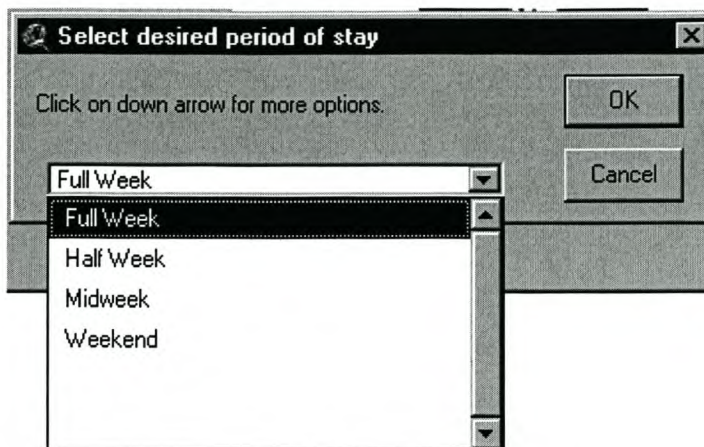 Select desired period of stay
Click on down arrow for more options.
OK
Cancel
Full Week
Full Week
Half Week
Midweek
Weekend